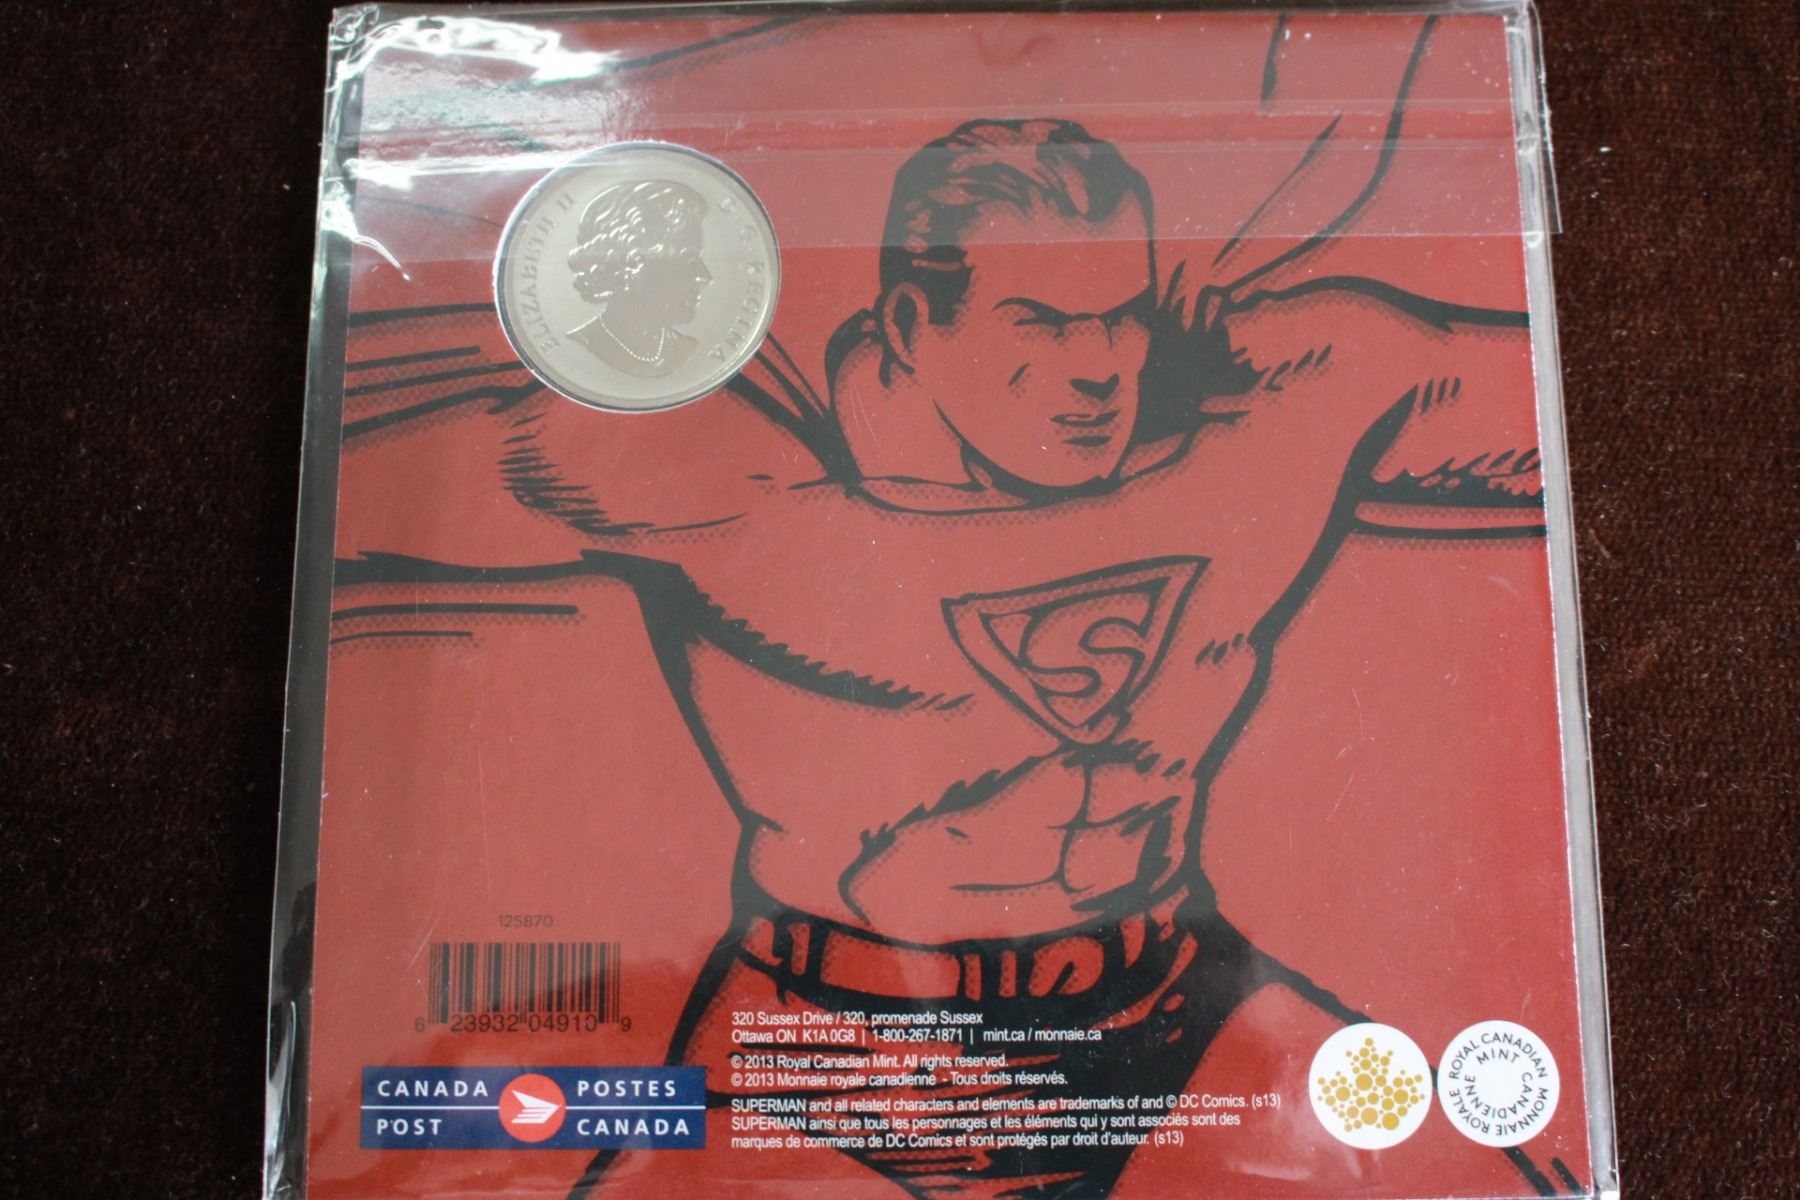 ELIZABETH II D·G·REGINA
S
125870
6 23932 04910 9
CANADA POSTES
POST CANADA
320 Sussex Drive / 320, promenade Sussex
Ottawa ON K1A 0G8 | 1-800-267-1871 | mint.ca / monnaie.ca
© 2013 Royal Canadian Mint. All rights reserved.
© 2013 Monnaie royale canadienne - Tous droits réservés.
SUPERMAN and all related characters and elements are trademarks of and © DC Comics. (s13)
SUPERMAN ainsi que tous les personnages et les éléments qui y sont associés sont des
marques de commerce de DC Comics et sont protégés par droit d'auteur. (s13)
ROYAL CANADIAN MINT
MONNAIE ROYALE CANADIENNE